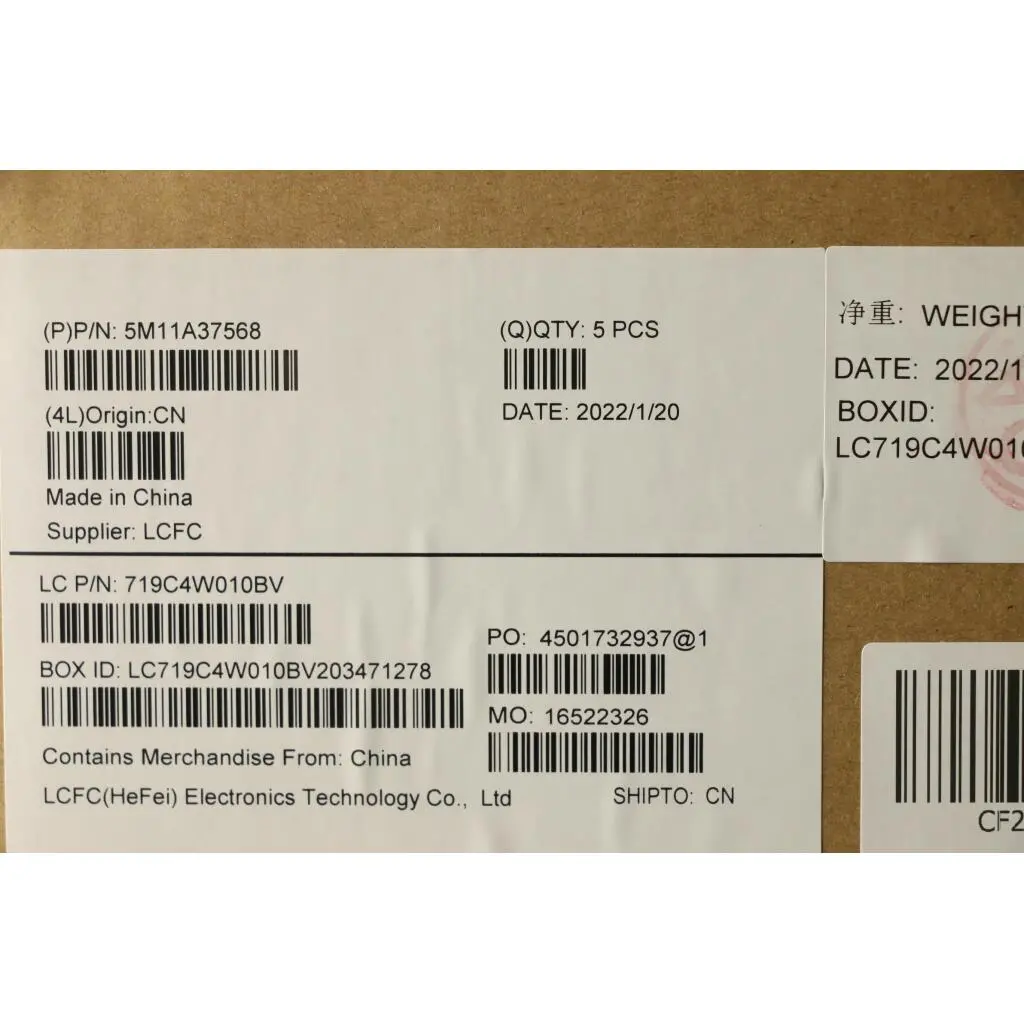 (P)P/N: 5M11A37568
(Q)QTY: 5 PCS
(4L)Origin:CN
DATE: 2022/1/20
Made in China
Supplier: LCFC
LC P/N: 719C4W010BV
PO: 4501732937@1
BOX ID: LC719C4W010BV203471278
MO: 16522326
Contains Merchandise From: China
LCFC(HeFei) Electronics Technology Co., Ltd
SHIPTO: CN
净重: WEIGH
DATE: 2022/1
BOXID:
LC719C4W010
CF2